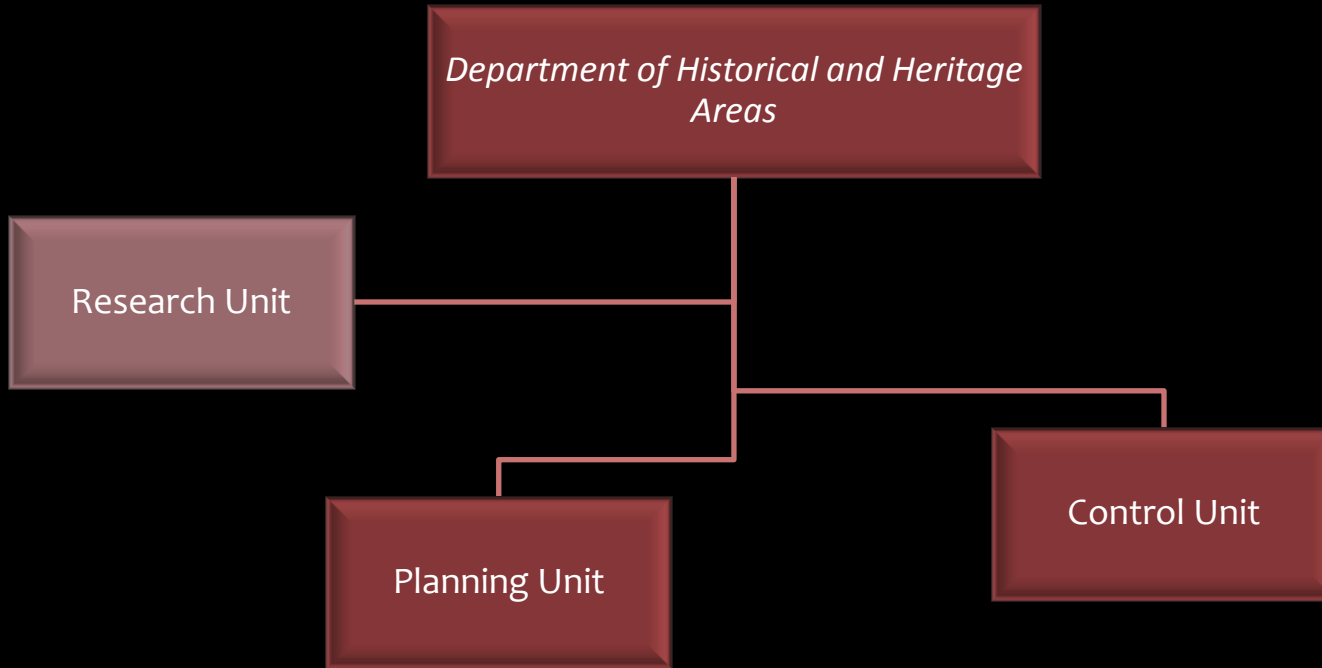 Department of Historical and Heritage
Areas
Research Unit
Control Unit
Planning Unit